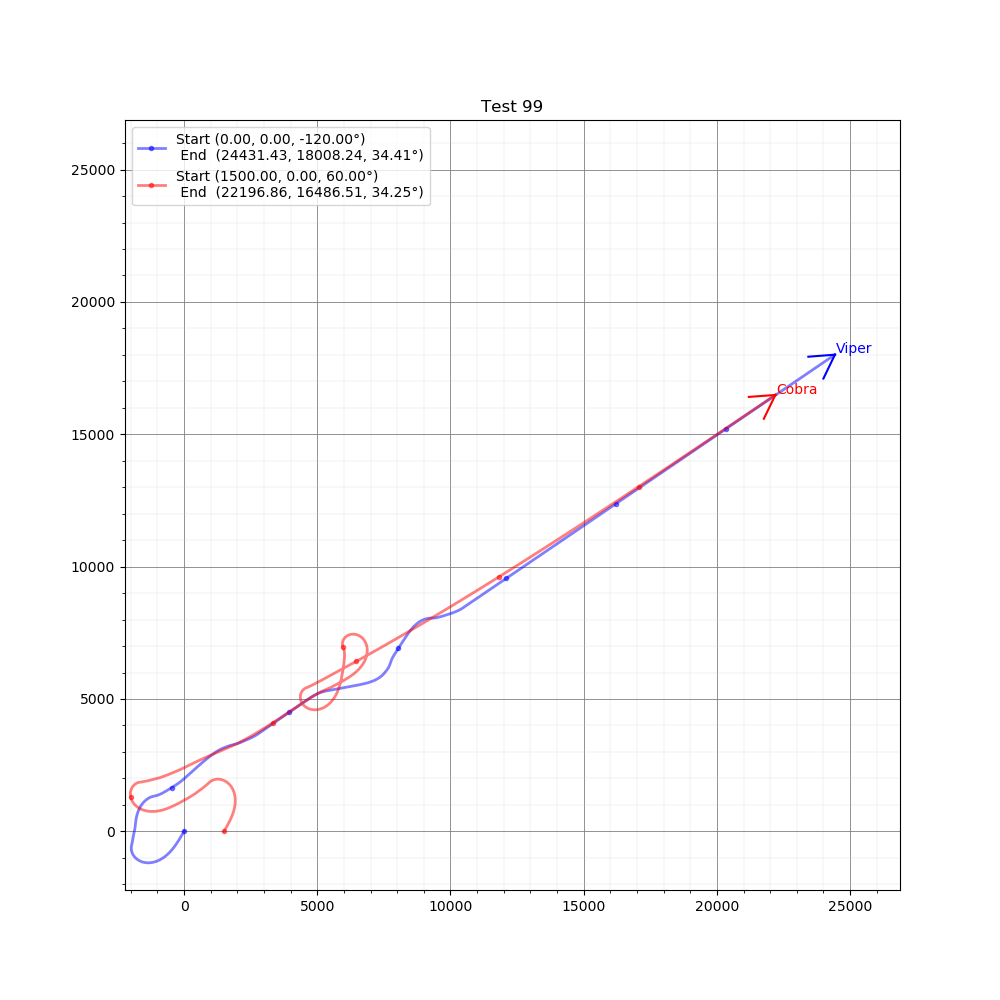 Test 99
Start (0.00, 0.00, -120.00°)
End (24431.43, 18008.24, 34.41°)
Start (1500.00, 0.00, 60.00°)
End (22196.86, 16486.51, 34.25°)
25000
20000
15000
10000
5000
0
Viper
Cobra
0
5000
10000
15000
20000
25000